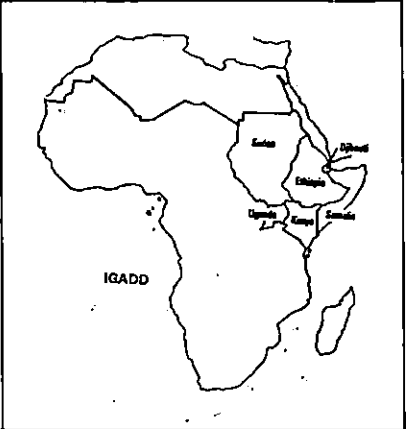 Sudan
Djibouti
Ethiopia
Uganda
Kenya
Somalia
IGADD